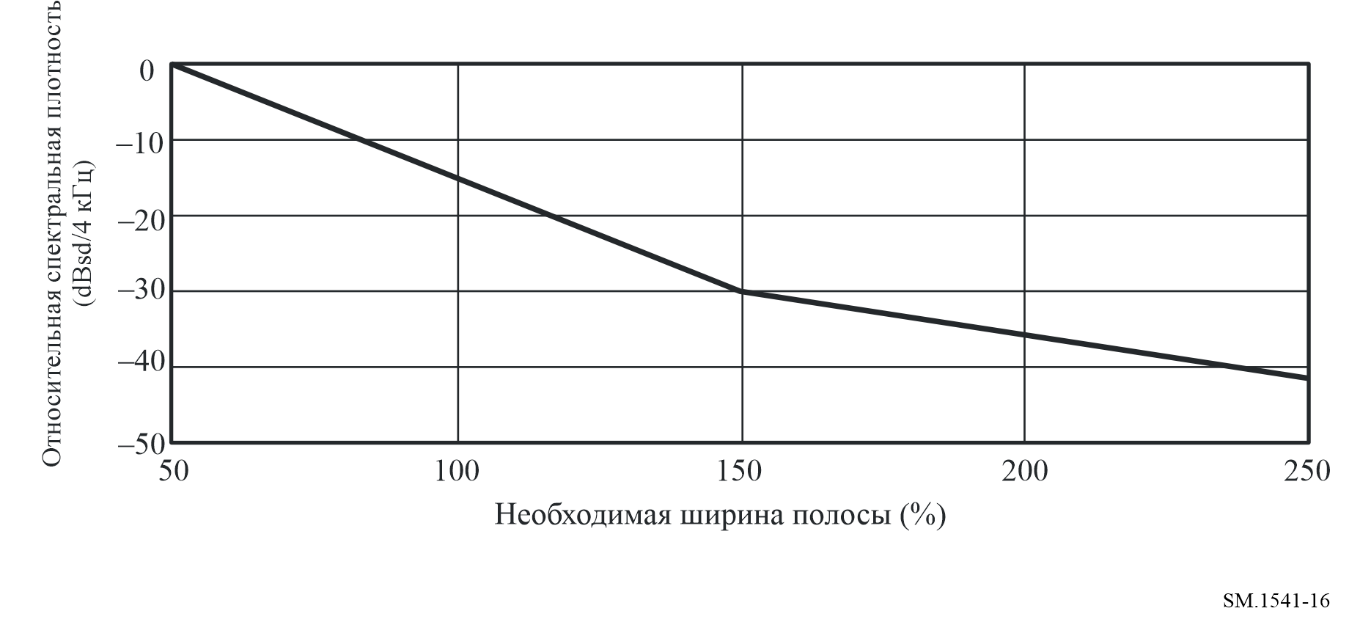 Относительная спектральная плотность
(dBsd/4 кГц)
0
–10
–20
–30
–40
–50
50 100 150 200 250
Необходимая ширина полосы (%)
SM.1541-16